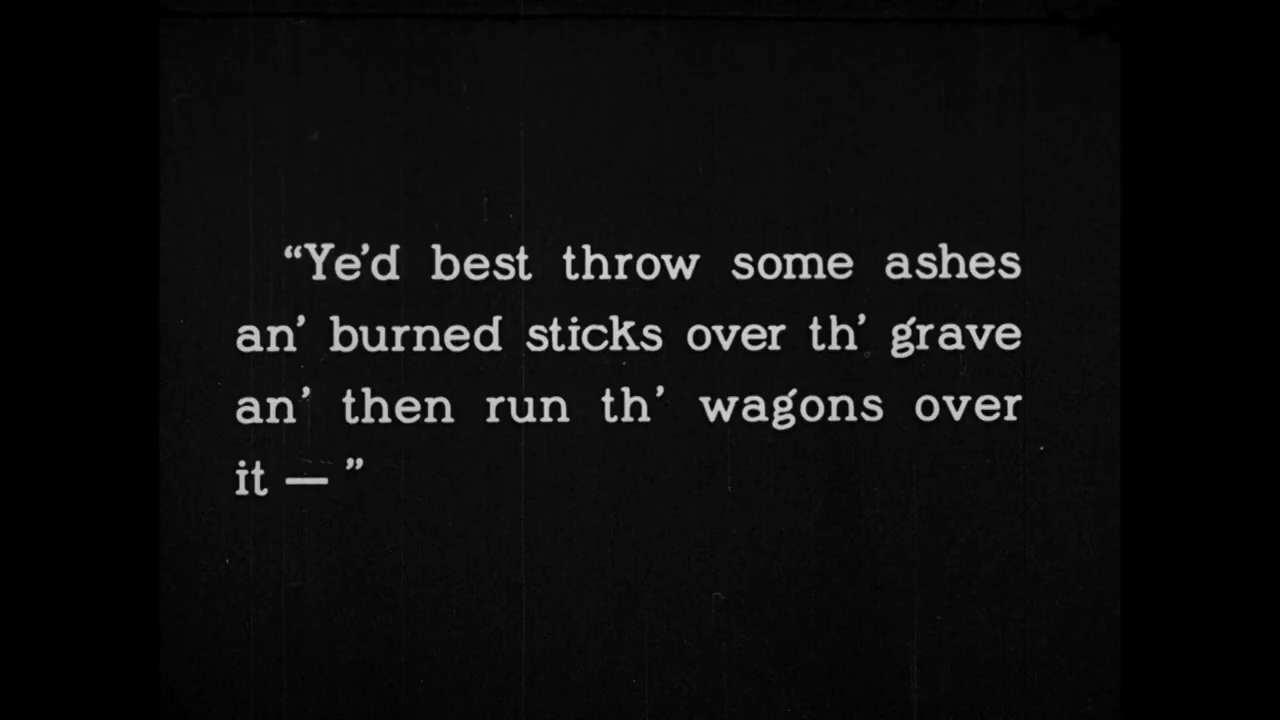 “Ye’d best throw some ashes
an’ burned sticks over th’ grave
an’ then run th’ wagons over
it — ”